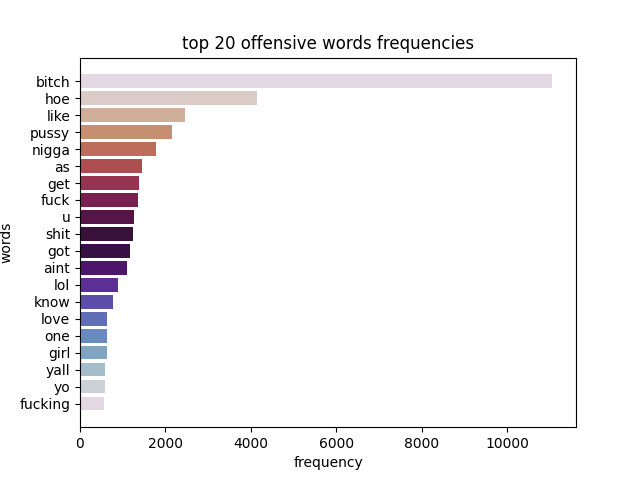 top 20 offensive words frequencies
words
bitch
hoe
like
pussy
nigga
as
get
fuck
u
shit
got
aint
lol
know
love
one
girl
yall
yo
fucking
0 2000 4000 6000 8000 10000
frequency